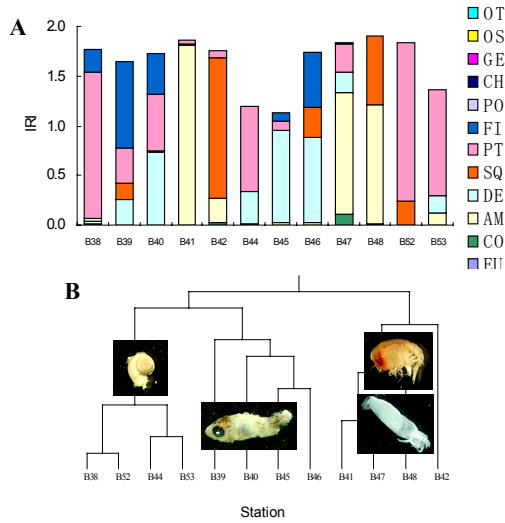 A
IRI
2.0
1.5
1.0
0.5
0.0
B38 B39 B40 B41 B42 B44 B45 B46 B47 B48 B52 B53
OT
OS
GE
CH
PO
FI
PT
SQ
DE
AM
CO
EU
B
B38 B52 B44 B53 B39 B40 B45 B46 B41 B47 B48 B42
Station